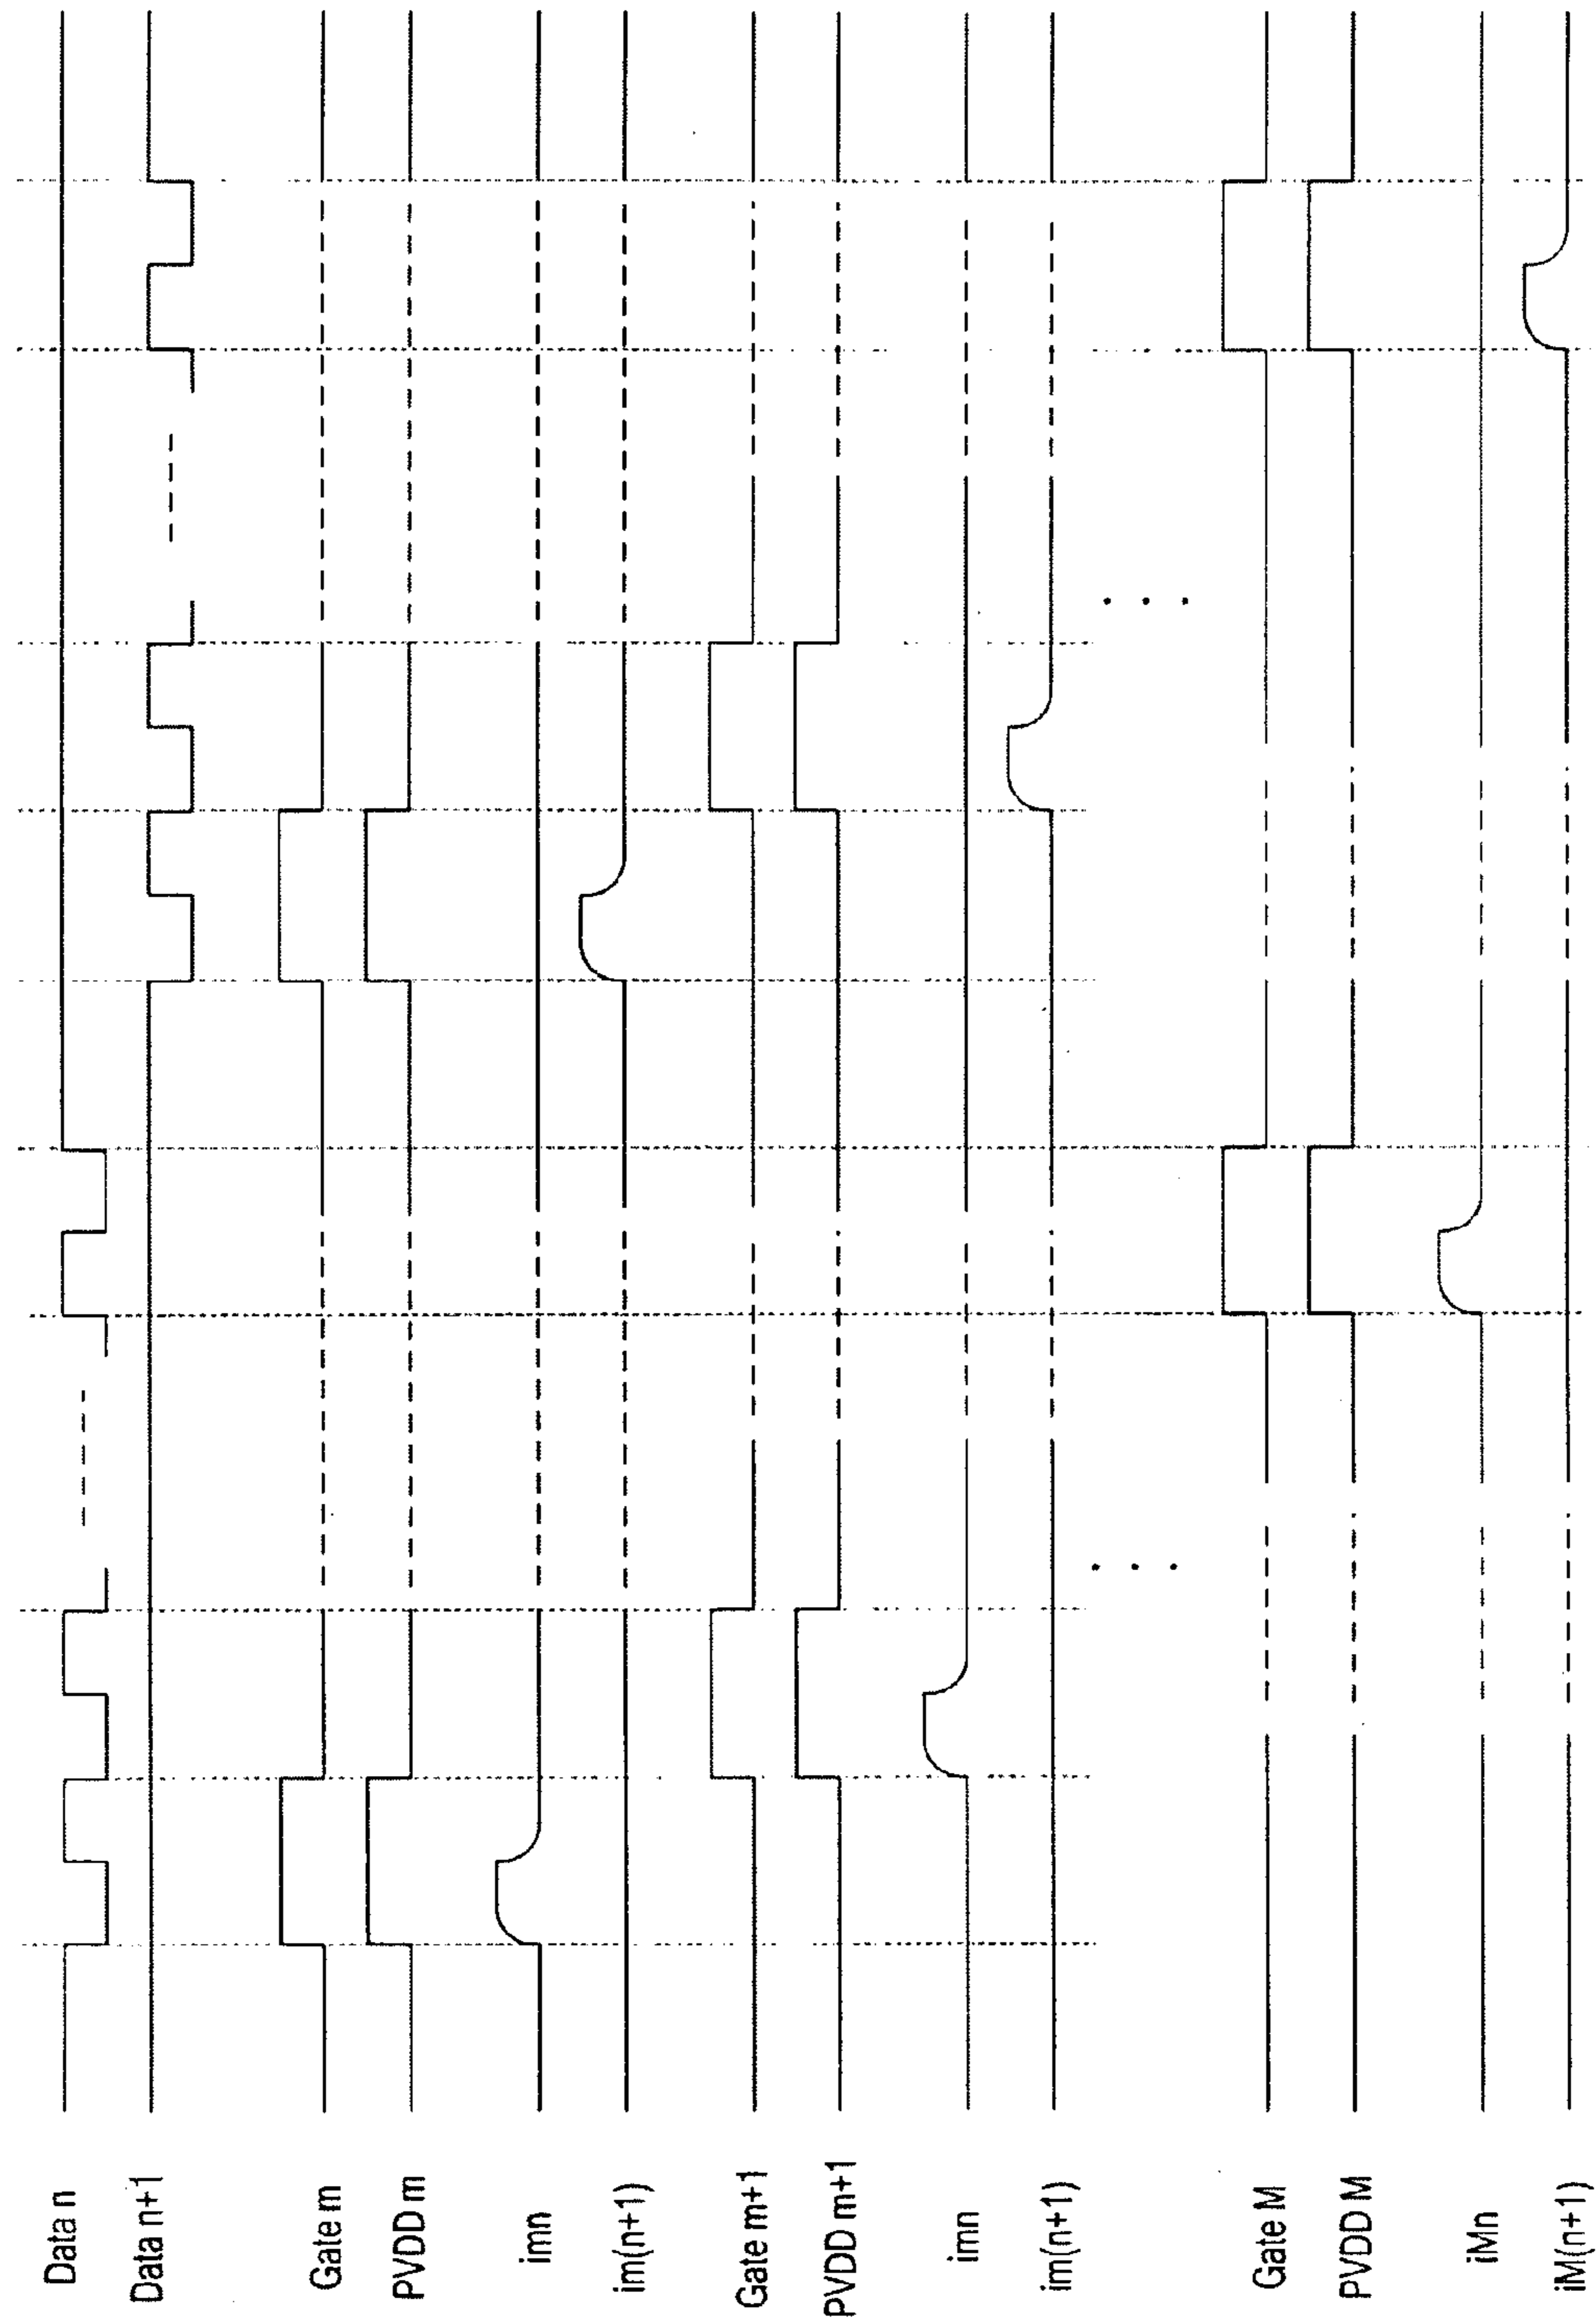 Data n
Data n+1
Gate m
PVDD m
imn
im(n+1)
Gate m+1
PVDD m+1
imn
im(n+1)
Gate M
PVDD M
iMn
iM(n+1)